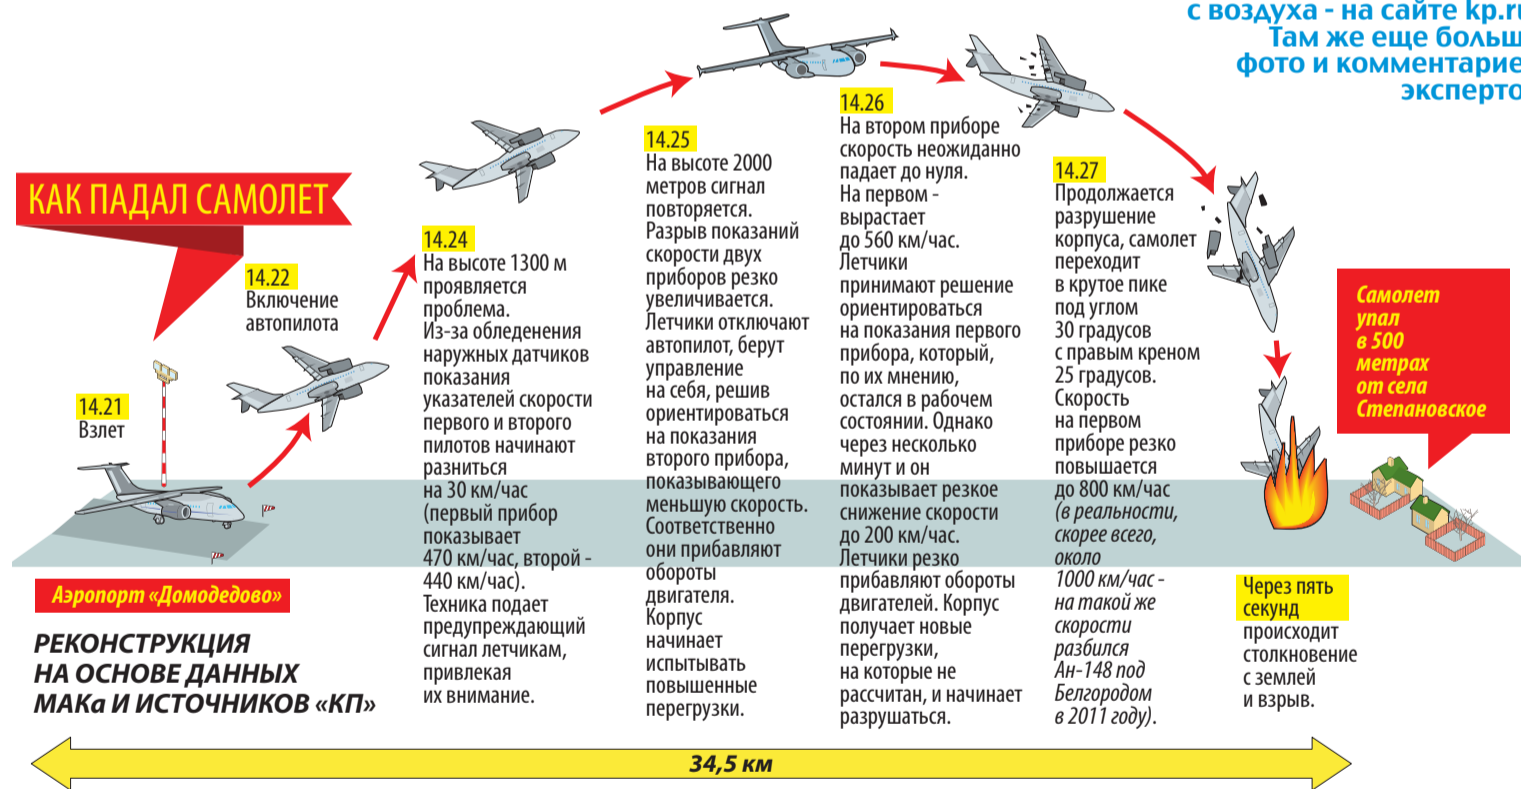 с воздуха - на сайте kp.ru
Там же еще больш
фото и комментарие
эксперто
КАК ПАДАЛ САМОЛЕТ
14.21
Взлет
14.22
Включение
автопилота
14.24
На высоте 1300 м
проявляется
проблема.
Из-за обледенения
наружных датчиков
показания
указателей скорости
первого и второго
пилотов начинают
разниться
на 30 км/час
(первый прибор
показывает
470 км/час, второй -
440 км/час).
Техника подает
предупреждающий
сигнал летчикам,
привлекая
их внимание.
14.25
На высоте 2000
метров сигнал
повторяется.
Разрыв показаний
скорости двух
приборов резко
увеличивается.
Летчики отключают
автопилот, берут
управление
на себя, решив
ориентироваться
на показания
второго прибора,
показывающего
меньшую скорость.
Соответственно
они прибавляют
обороты
двигателя.
Корпус
начинает
испытывать
повышенные
перегрузки.
14.26
На втором приборе
скорость неожиданно
падает до нуля.
На первом -
вырастает
до 560 км/час.
Летчики
принимают решение
ориентироваться
на показания первого
прибора, который,
по их мнению,
остался в рабочем
состоянии. Однако
через несколько
минут и он
показывает резкое
снижение скорости
до 200 км/час.
Летчики резко
прибавляют обороты
двигателей. Корпус
получает новые
перегрузки,
на которые не
рассчитан, и начинает
разрушаться.
14.27
Продолжается
разрушение
корпуса, самолет
переходит
в крутое пике
под углом
30 градусов
с правым креном
25 градусов.
Скорость
на первом
приборе резко
повышается
до 800 км/час
(в реальности,
скорее всего,
около
1000 км/час -
на такой же
скорости
разбился
Ан-148 под
Белгородом
в 2011 году).
Через пять
секунд
происходит
столкновение
с землей
и взрыв.
Самолет
упал
в 500
метрах
от села
Степановское
Аэропорт «Домодедово»
РЕКОНСТРУКЦИЯ
НА ОСНОВЕ ДАННЫХ
МАКа И ИСТОЧНИКОВ «КП»
34,5 км